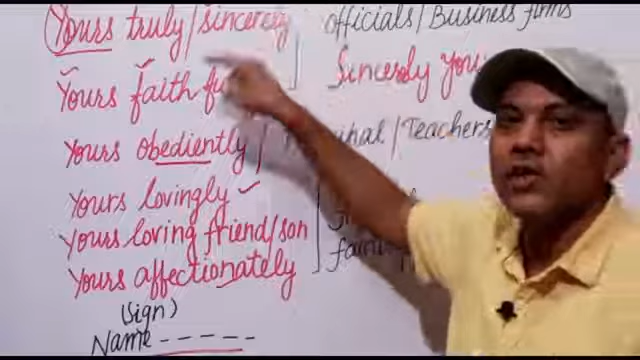 Yours truly/sincerely officials/Business firms
Yours faith Sincerely
Yours obediently / /Teachers
Yours lovingly
Yours loving friend/son
Yours affectionately
(Sign)
Name -----